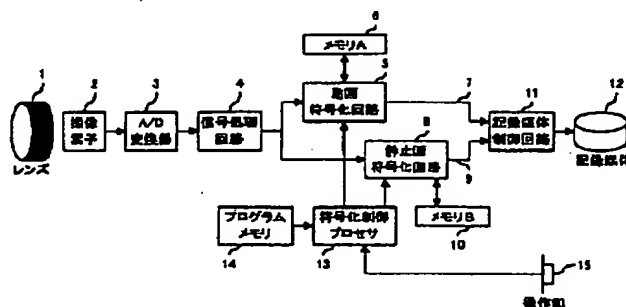 6
メモリA
1
2
3
4
5
7
11
12
レンズ
撮像
素子
A/D
変換器
信号処理
回路
動画
符号化回路
8
静止画
符号化回路
9
記録媒体
制御回路
記録媒体
プログラム
メモリ
14
符号化制御
プロセサ
13
メモリB
10
15
操作部